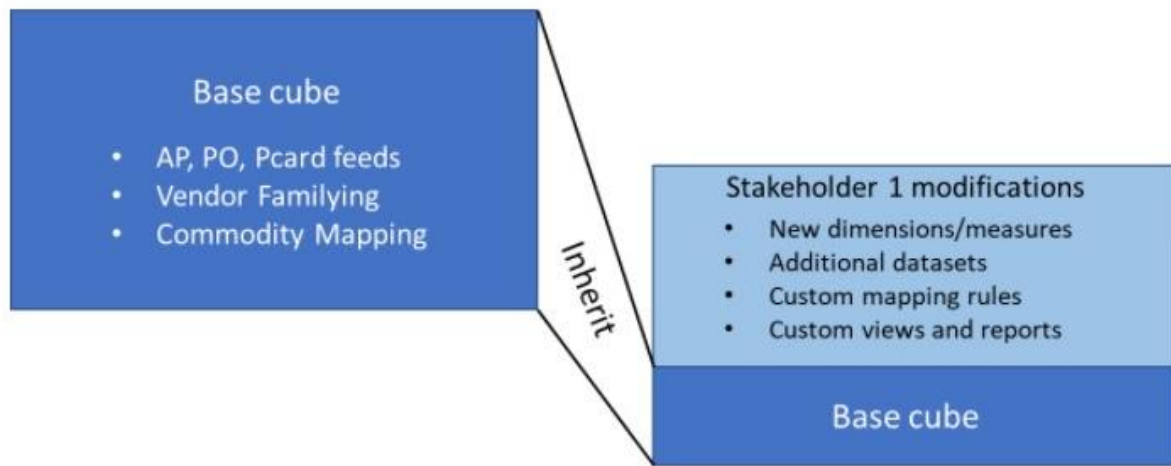 Base cube
• AP, PO, Pcard feeds
• Vendor Familying
• Commodity Mapping
Inherit
Stakeholder 1 modifications
• New dimensions/measures
• Additional datasets
• Custom mapping rules
• Custom views and reports
Base cube